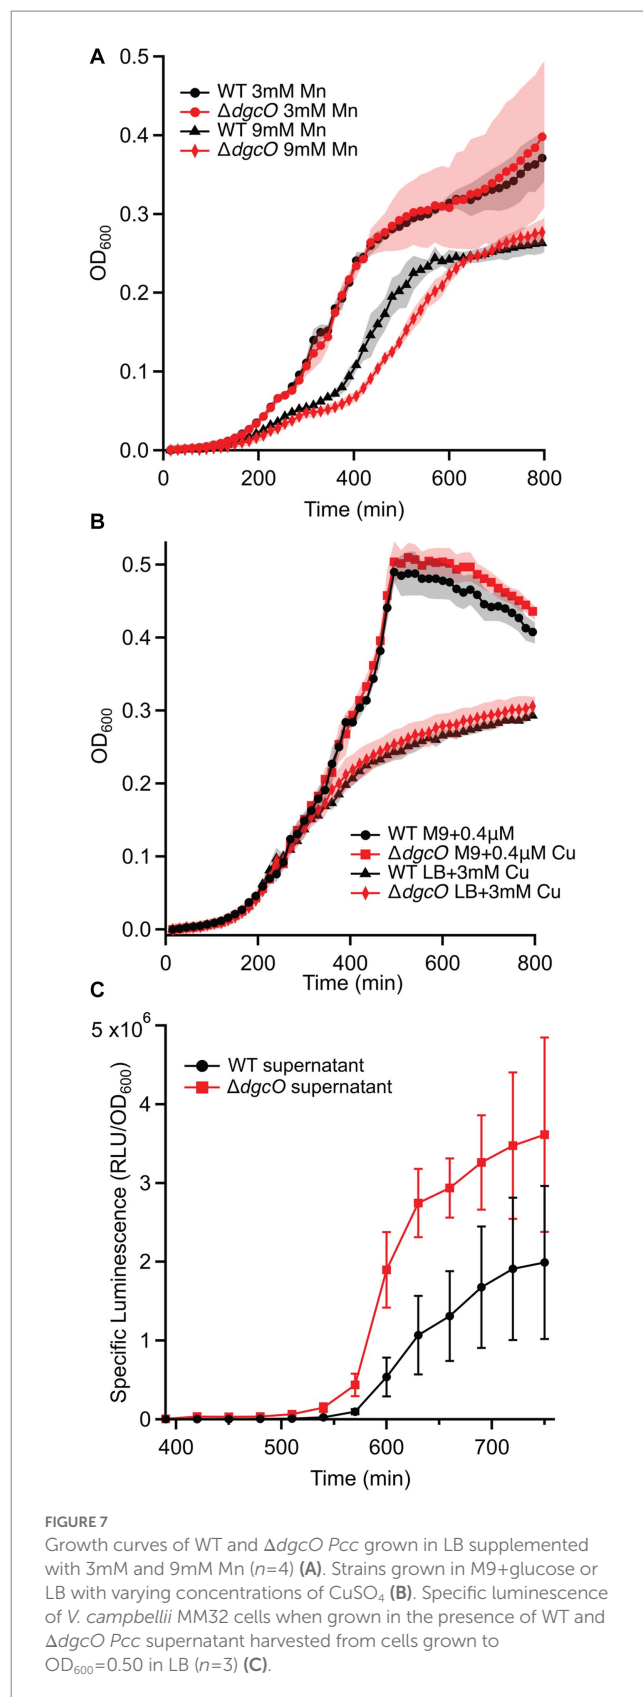 A
0.5
0.4
0.3
0.2
0.1
0.0
OD600
WT 3mM Mn
ΔdgcO 3mM Mn
WT 9mM Mn
ΔdgcO 9mM Mn
0 200 400 600 800
Time (min)
B
0.5
0.4
0.3
0.2
0.1
0.0
OD600
WT M9+0.4µM
ΔdgcO M9+0.4µM Cu
WT LB+3mM Cu
ΔdgcO LB+3mM Cu
0 200 400 600 800
Time (min)
C
5 x10⁶
4
3
2
1
0
Specific Luminescence (RLU/OD600)
WT supernatant
ΔdgcO supernatant
400 500 600 700
Time (min)
FIGURE 7
Growth curves of WT and ΔdgcO Pcc grown in LB supplemented
with 3mM and 9mM Mn (n=4) (A). Strains grown in M9+glucose or
LB with varying concentrations of CuSO4 (B). Specific luminescence
of V. campbellii MM32 cells when grown in the presence of WT and
ΔdgcO Pcc supernatant harvested from cells grown to
OD600=0.50 in LB (n=3) (C).